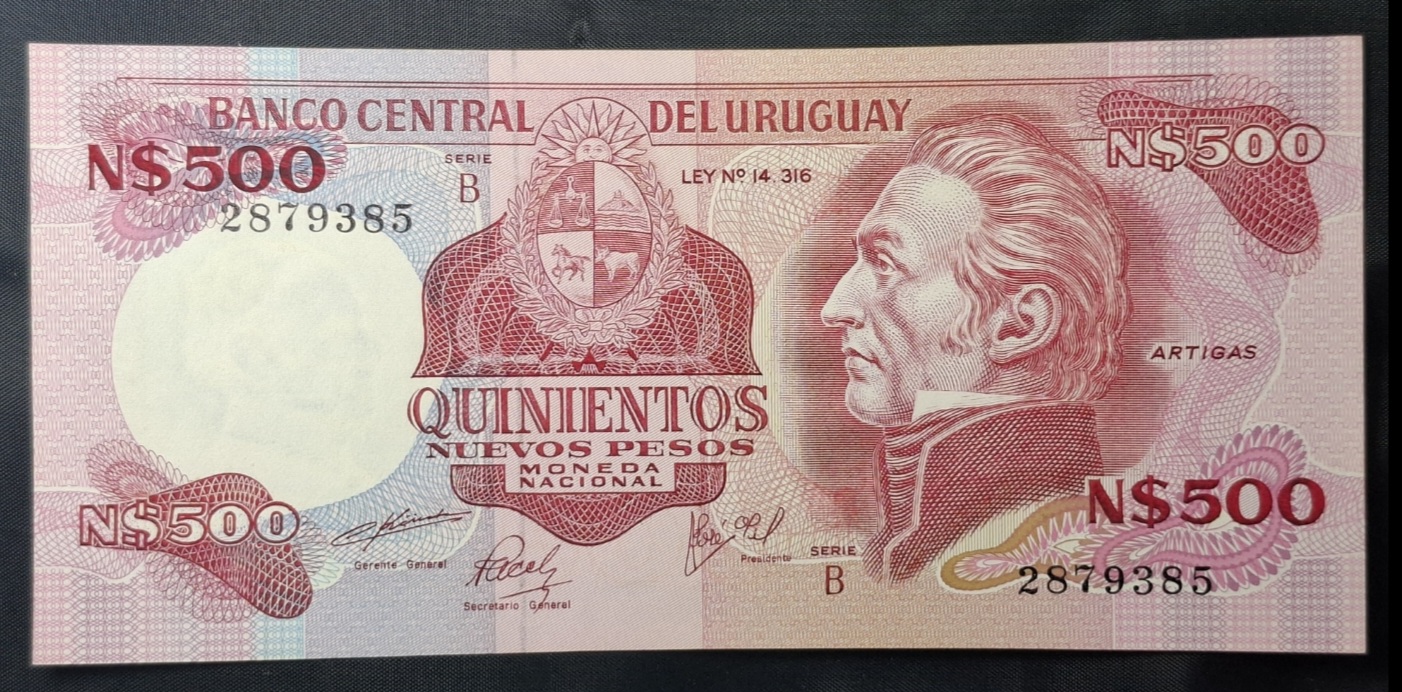 BANCO CENTRAL DEL URUGUAY
N$500
SERIE
B
2879385
LEY Nº 14.316
N$500
ARTIGAS
QUINIENTOS
NUEVOS PESOS
MONEDA
NACIONAL
N$500
Gerente General
Secretario General
Presidente
SERIE
B
N$500
2879385